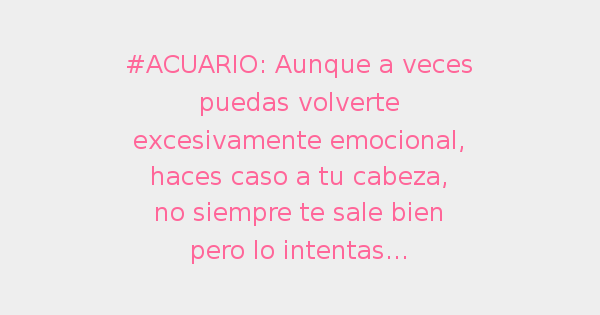 #ACUARIO: Aunque a veces
puedas volverte
excesivamente emocional,
haces caso a tu cabeza,
no siempre te sale bien
pero lo intentas...